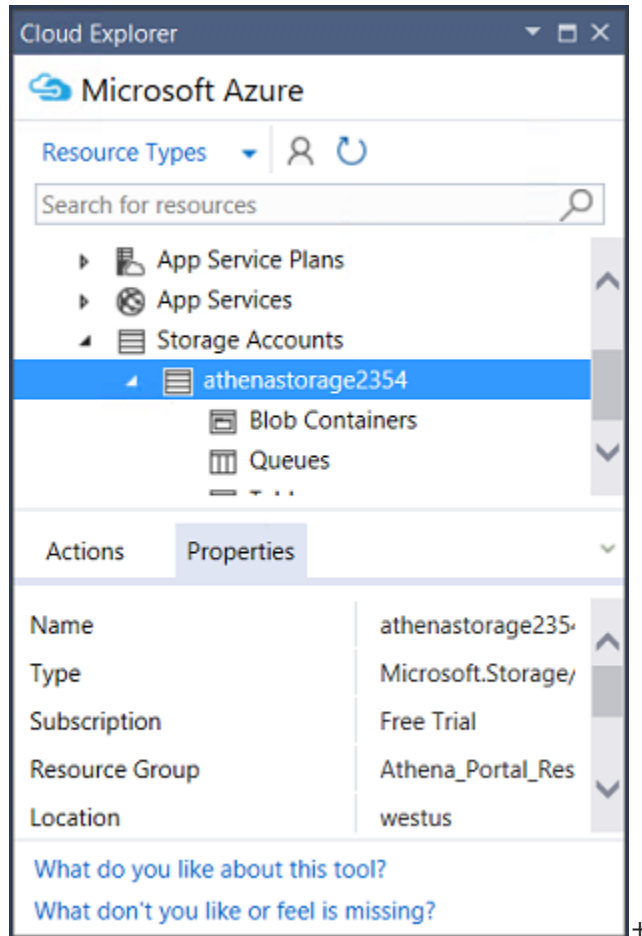 Cloud Explorer
Microsoft Azure
Resource Types
Search for resources
App Service Plans
App Services
Storage Accounts
athenastorage2354
Blob Containers
Queues
Actions Properties
Name athenastorage235
Type Microsoft.Storage/
Subscription Free Trial
Resource Group Athena_Portal_Res
Location westus
What do you like about this tool?
What don't you like or feel is missing?